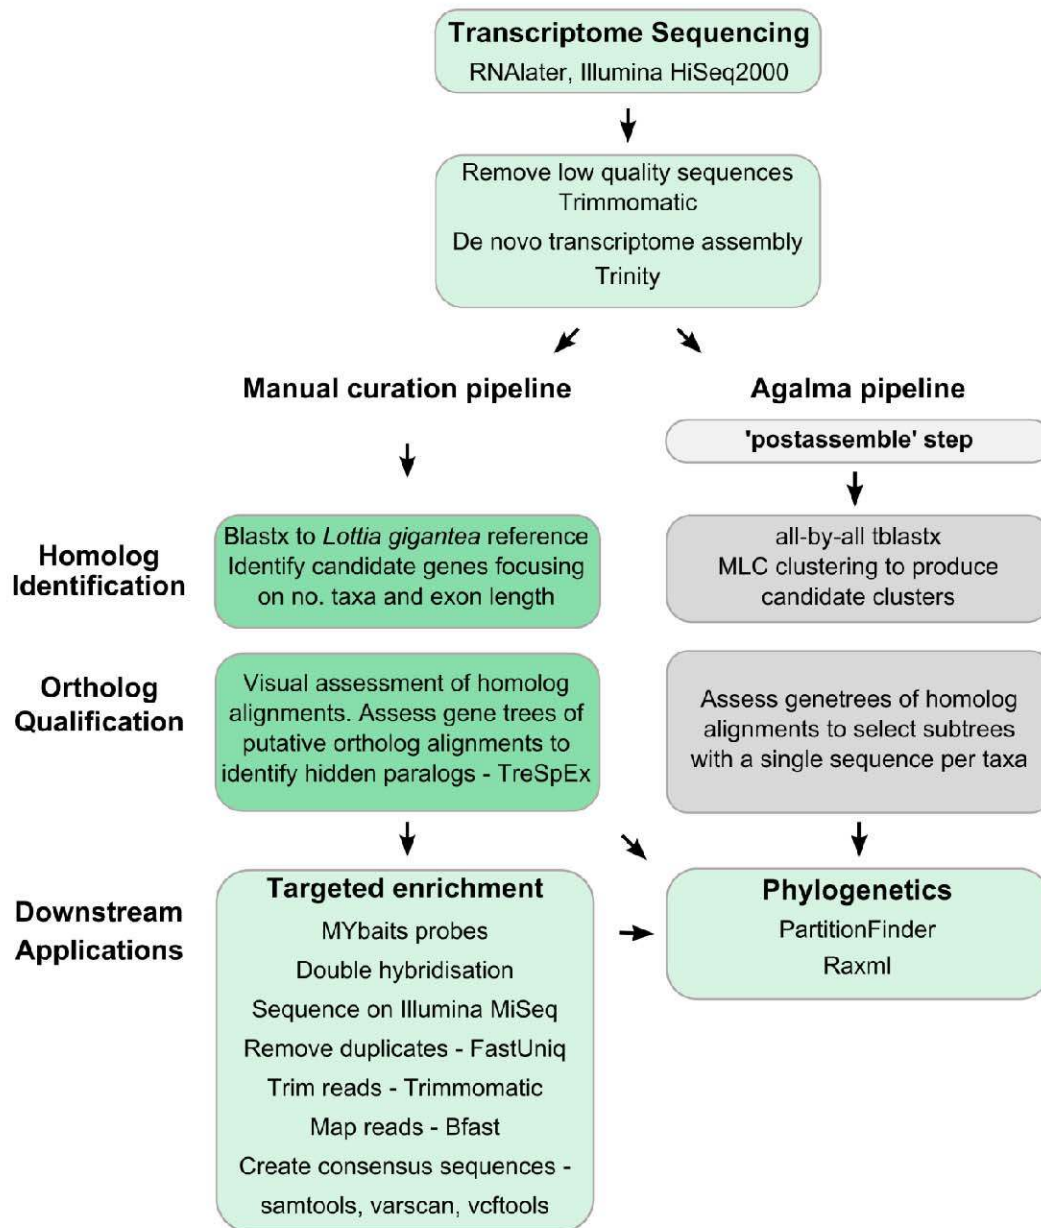 Transcriptome Sequencing
RNAlater, Illumina HiSeq2000
Remove low quality sequences
Trimmomatic
De novo transcriptome assembly
Trinity
Manual curation pipeline
Agalma pipeline
'postassemble' step
Homolog
Identification
Blastx to Lottia gigantea reference
Identify candidate genes focusing
on no. taxa and exon length
all-by-all tblastx
MLC clustering to produce
candidate clusters
Ortholog
Qualification
Visual assessment of homolog
alignments. Assess gene trees of
putative ortholog alignments to
identify hidden paralogs - TreSpEx
Assess genetrees of homolog
alignments to select subtrees
with a single sequence per taxa
Downstream
Applications
Targeted enrichment
MYbaits probes
Double hybridisation
Sequence on Illumina MiSeq
Remove duplicates - FastUniq
Trim reads - Trimmomatic
Map reads - Bfast
Create consensus sequences -
samtools, varscan, vcftools
Phylogenetics
PartitionFinder
Raxml